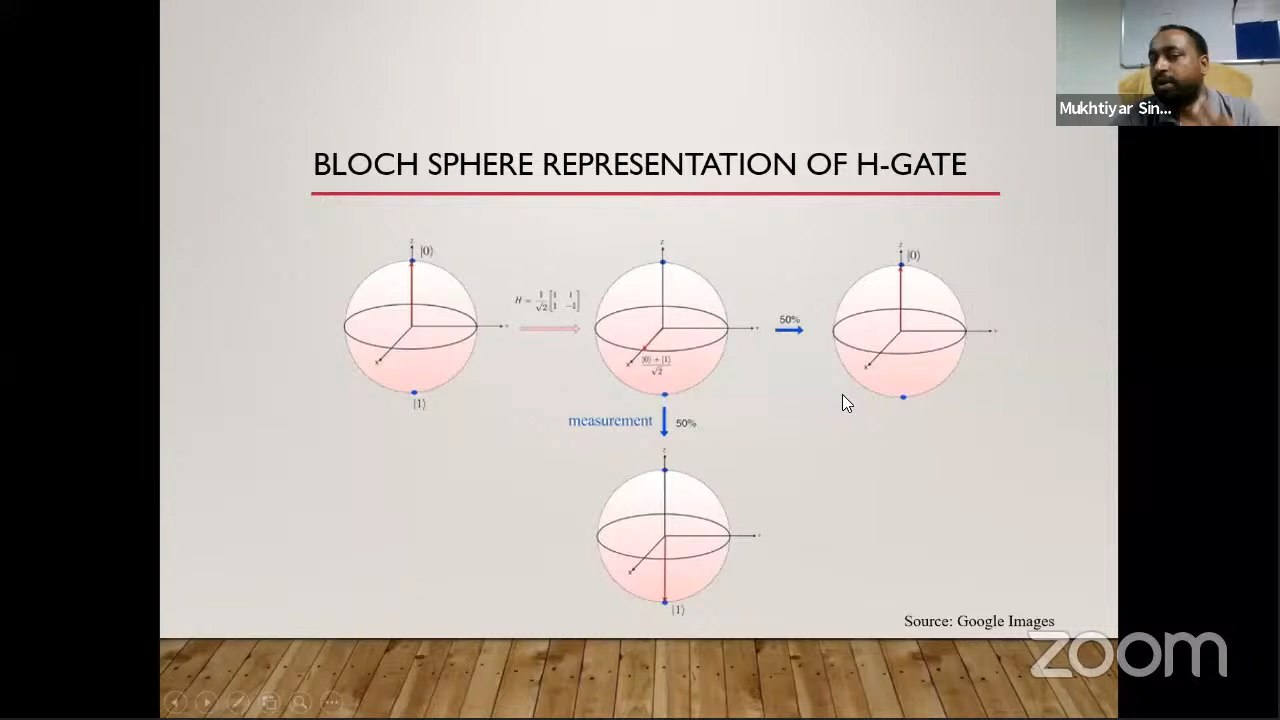 Mukhtiyar Sin...
BLOCH SPHERE REPRESENTATION OF H-GATE
z
|0⟩
x
|1⟩
H = 1/√2 [1 1; 1 −1]
z
x
|0⟩ + |1⟩
√2
50%
z
|0⟩
x
measurement
50%
z
x
|1⟩
Source: Google Images
zoom